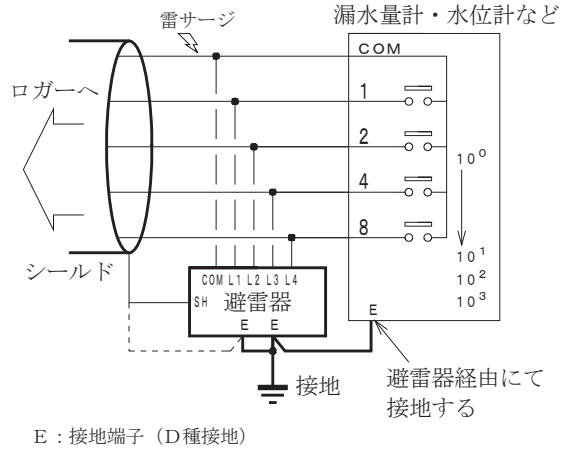 漏水量計・水位計など
雷サージ
COM
ロガーへ
1
2
10⁰
4
8
10¹
10²
10³
シールド
COM L1 L2 L3 L4
SH 避雷器
E E
E
接地
避雷器経由にて
接地する
E：接地端子（D種接地）